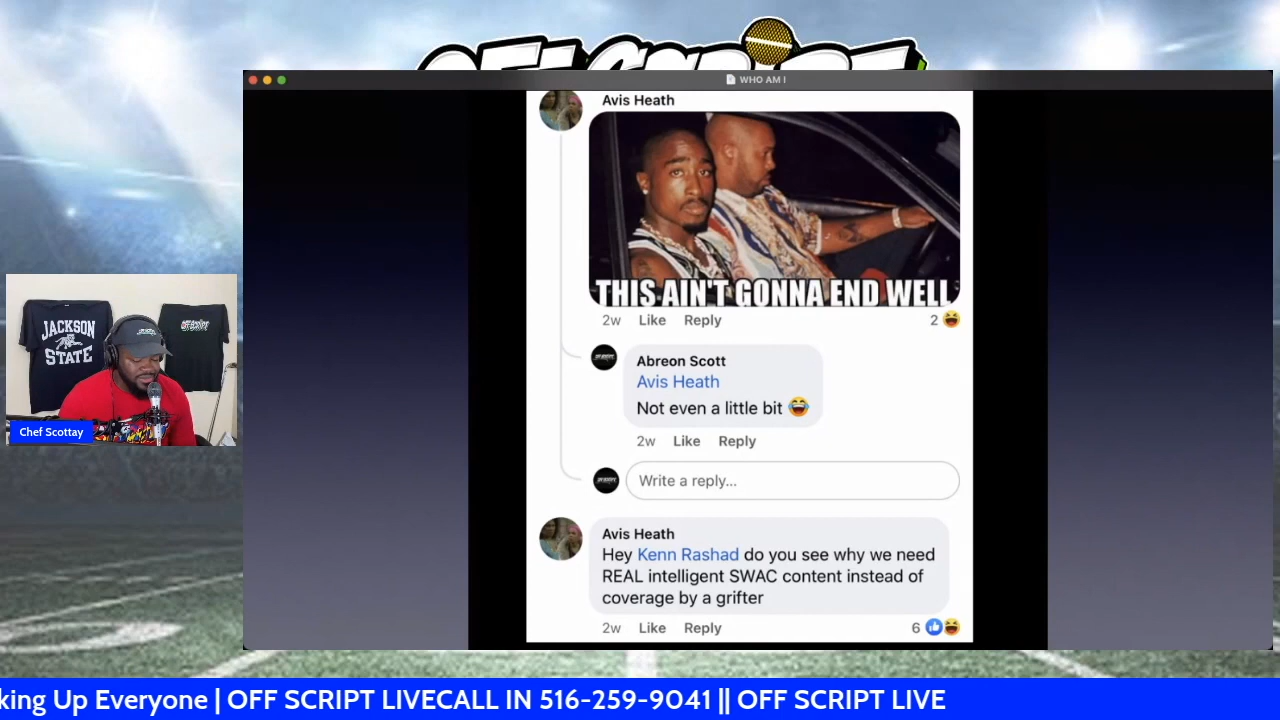 OFF SCRIPT
WHO AM I
Avis Heath
THIS AIN'T GONNA END WELL
2w Like Reply 2
Abreon Scott
Avis Heath
Not even a little bit 😂
2w Like Reply
Write a reply...
Avis Heath
Hey Kenn Rashad do you see why we need
REAL intelligent SWAC content instead of
coverage by a grifter
2w Like Reply 6
JACKSON
STATE
Chef Scottay
king Up Everyone | OFF SCRIPT LIVECALL IN 516-259-9041 || OFF SCRIPT LIVE